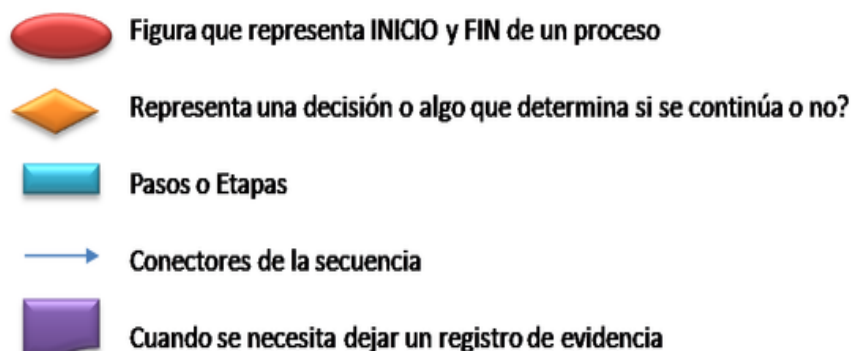 Figura que representa INICIO y FIN de un proceso
Representa una decisión o algo que determina si se continúa o no?
Pasos o Etapas
Conectores de la secuencia
Cuando se necesita dejar un registro de evidencia